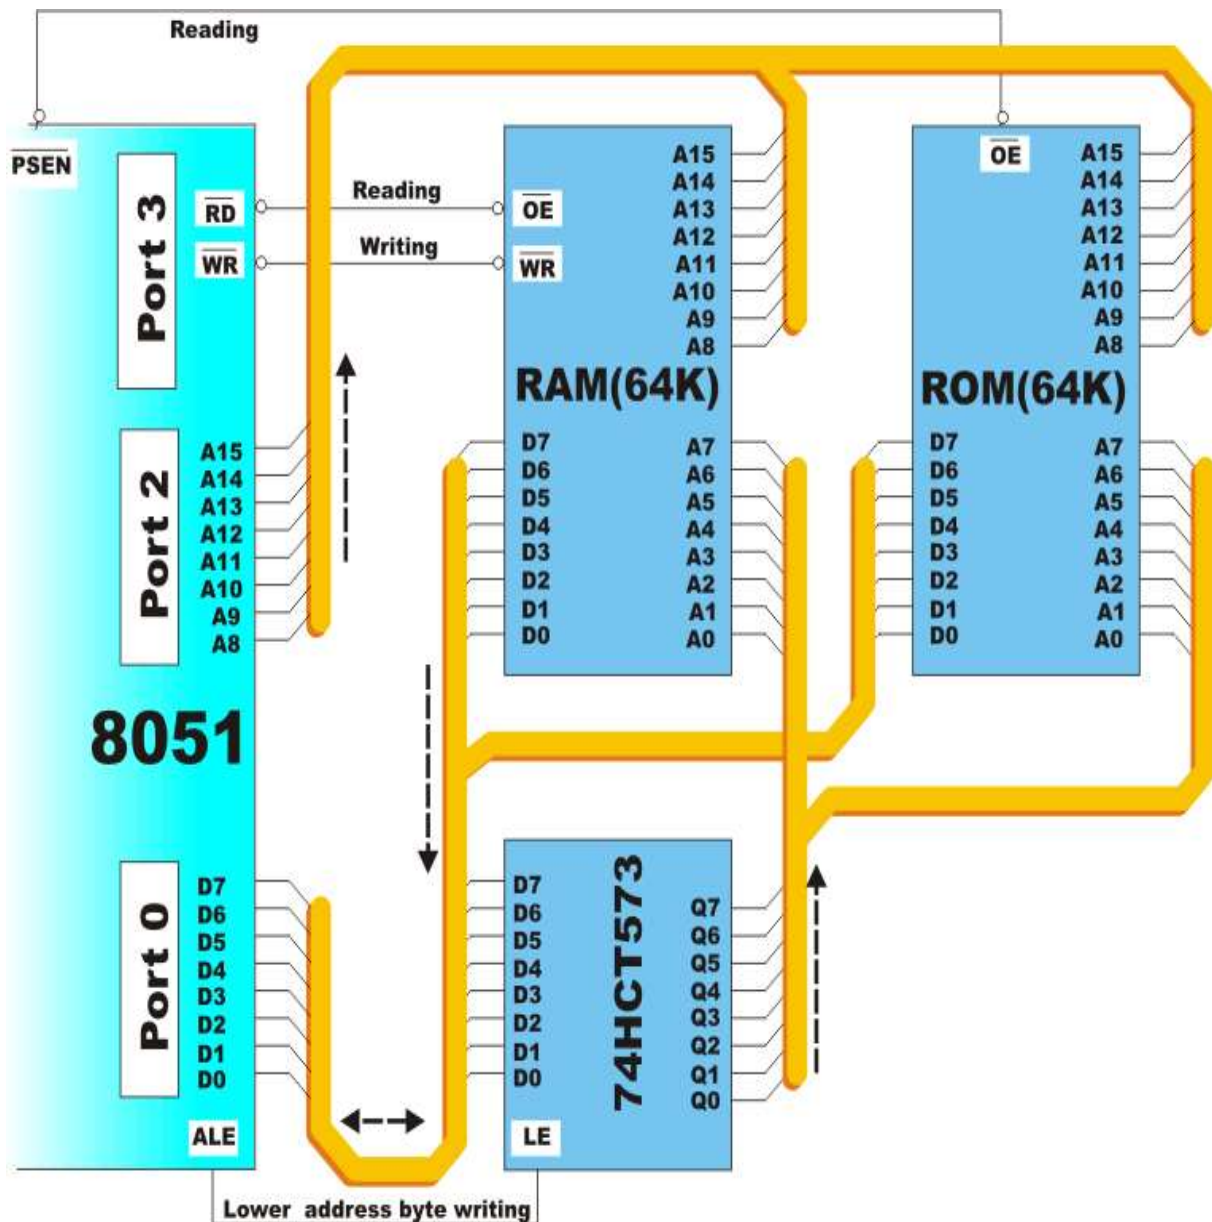 Reading
PSEN
Port 3
RD
WR
Reading
Writing
OE
WR
A15
A14
A13
A12
A11
A10
A9
A8
RAM(64K)
D7
D6
D5
D4
D3
D2
D1
D0
A7
A6
A5
A4
A3
A2
A1
A0
OE
A15
A14
A13
A12
A11
A10
A9
A8
ROM(64K)
D7
D6
D5
D4
D3
D2
D1
D0
A7
A6
A5
A4
A3
A2
A1
A0
Port 2
A15
A14
A13
A12
A11
A10
A9
A8
8051
Port 0
D7
D6
D5
D4
D3
D2
D1
D0
ALE
D7
D6
D5
D4
D3
D2
D1
D0
74HCT573
Q7
Q6
Q5
Q4
Q3
Q2
Q1
Q0
LE
Lower address byte writing